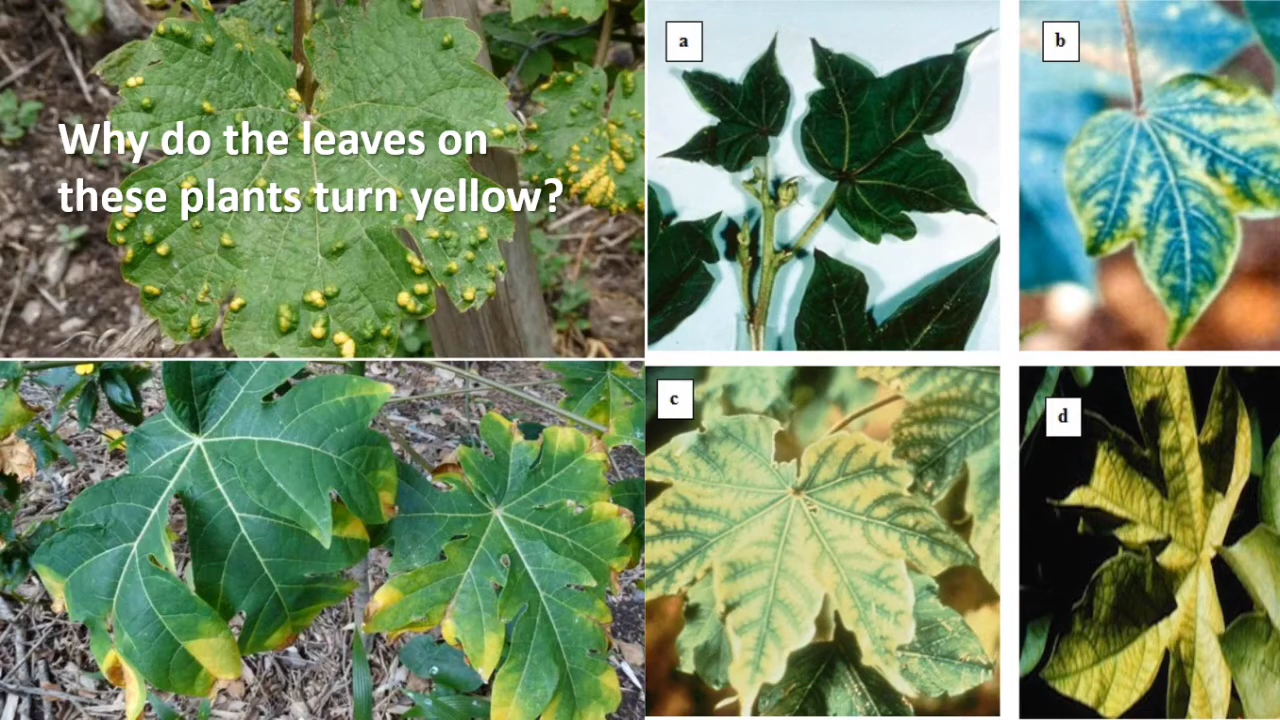 Why do the leaves on
these plants turn yellow?
a
b
c
d